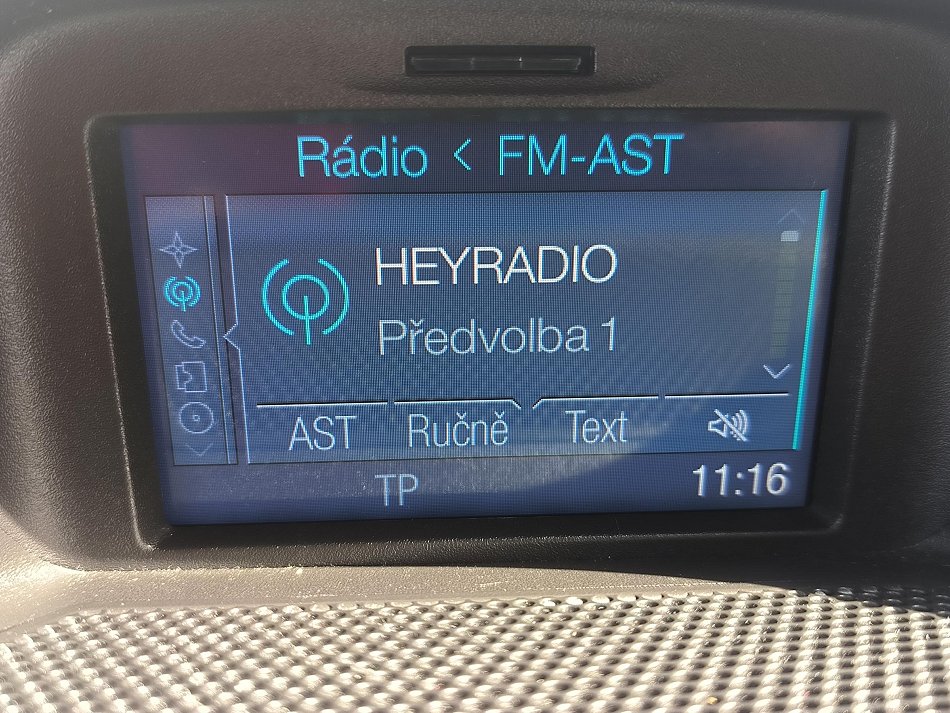 Rádio < FM-AST
HEYRADIO
Předvolba 1
AST Ručně Text
TP 11:16